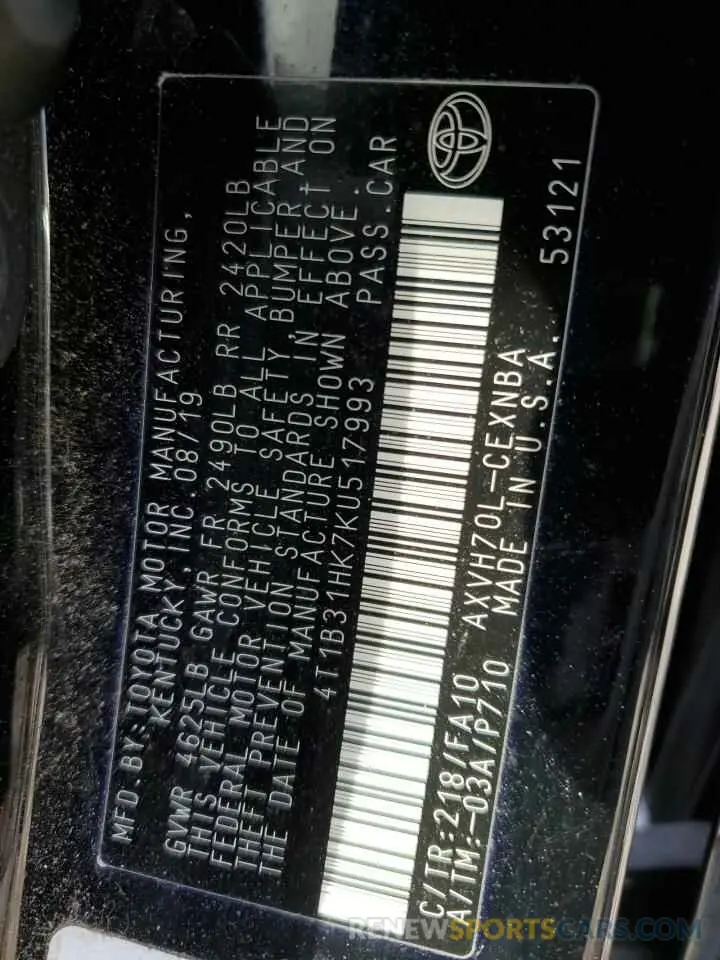 MFD BY: TOYOTA MOTOR MANUFACTURING,
KENTUCKY, INC. 08/19
GVWR 4625LB GAWR FR 2490LB RR 2420LB
THIS VEHICLE CONFORMS TO ALL APPLICABLE
FEDERAL MOTOR VEHICLE SAFETY, BUMPER, AND
THEFT PREVENTION STANDARDS IN EFFECT ON
THE DATE OF MANUFACTURE SHOWN ABOVE.
4T1B31HK7KU517993 PASS.CAR
C/TR:218/FA10 AXVH70L-CEXNBA
A/TM:-03A/P710 MADE IN U.S.A. 53121
RENEWSPORTSCARS.COM